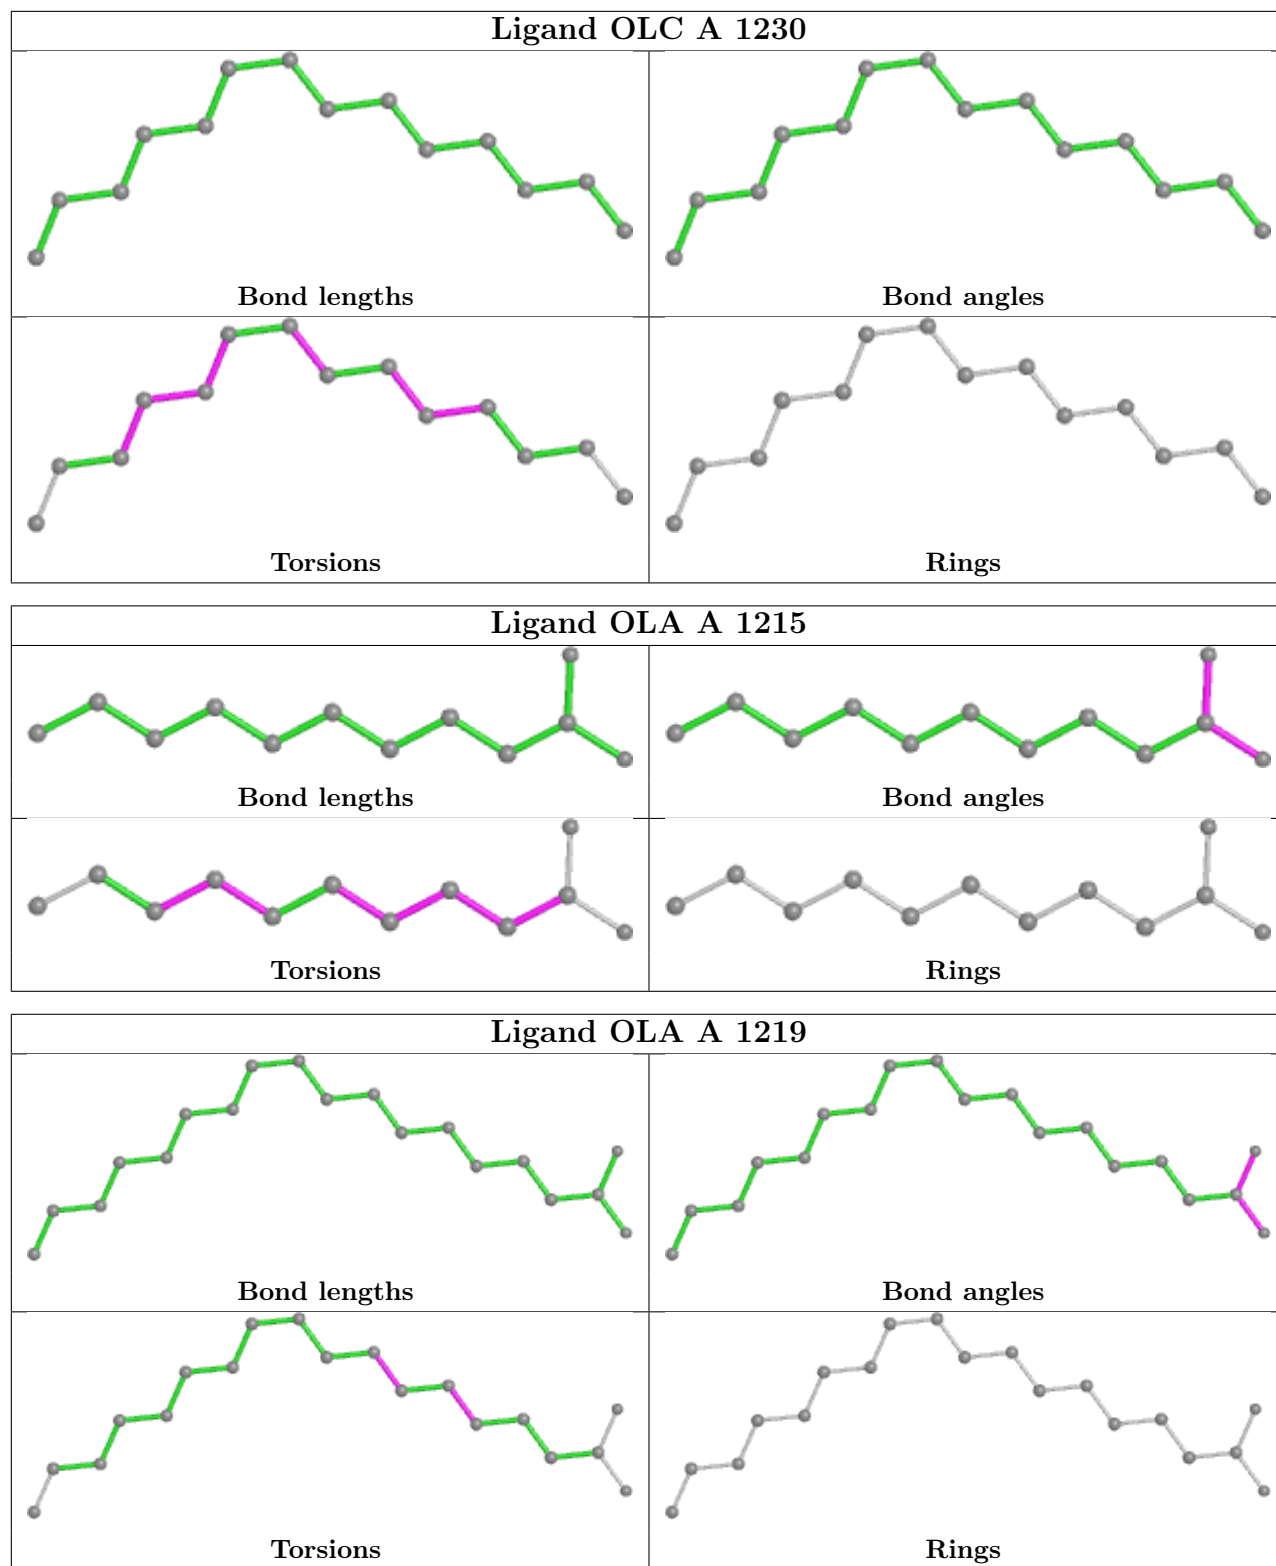 Ligand OLC A 1230
Bond lengths
Bond angles
Torsions
Rings
Ligand OLA A 1215
Bond lengths
Bond angles
Torsions
Rings
Ligand OLA A 1219
Bond lengths
Bond angles
Torsions
Rings